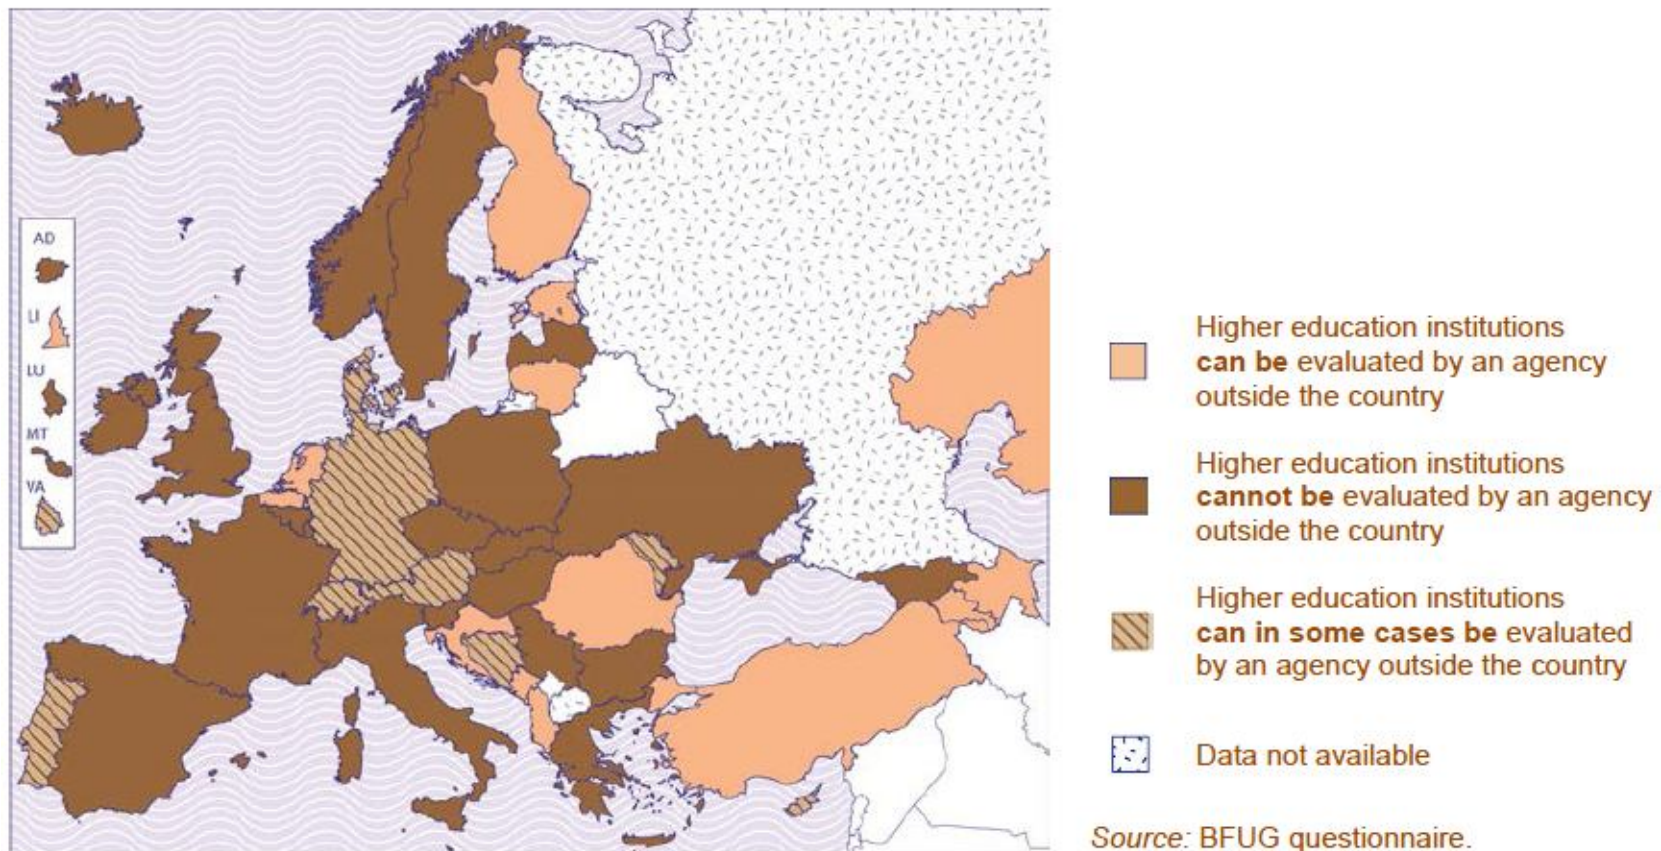 AD
LI
LU
MT
VA
Higher education institutions
can be evaluated by an agency
outside the country
Higher education institutions
cannot be evaluated by an agency
outside the country
Higher education institutions
can in some cases be evaluated
by an agency outside the country
Data not available
Source: BFUG questionnaire.